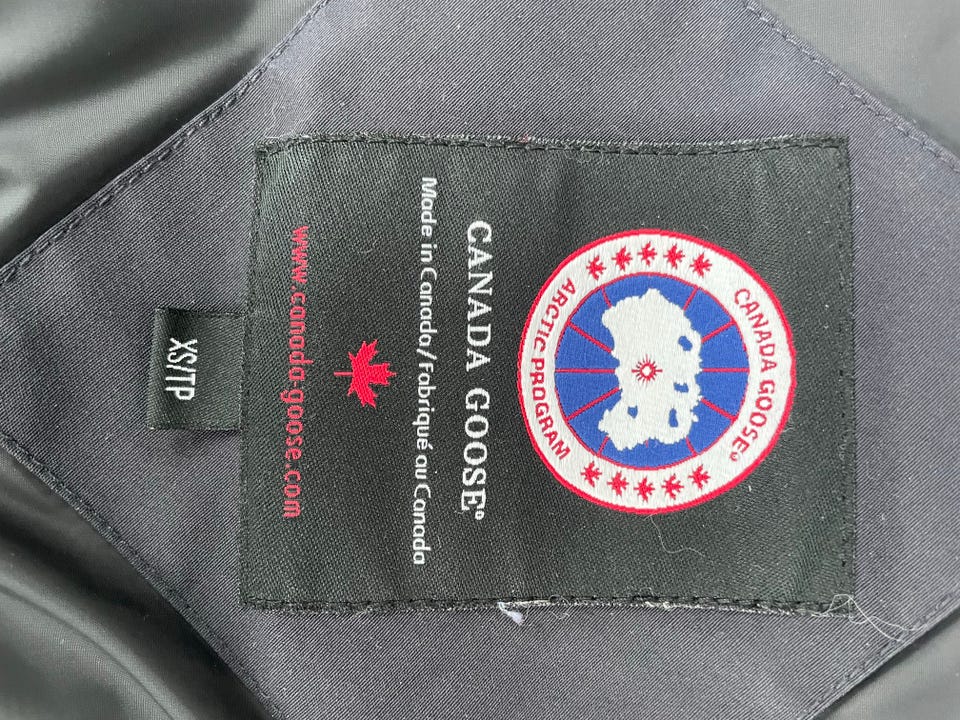 CANADA GOOSE®
ARCTIC PROGRAM
CANADA GOOSE®
Made in Canada/Fabriqué au Canada
www.canada-goose.com
XS/TP